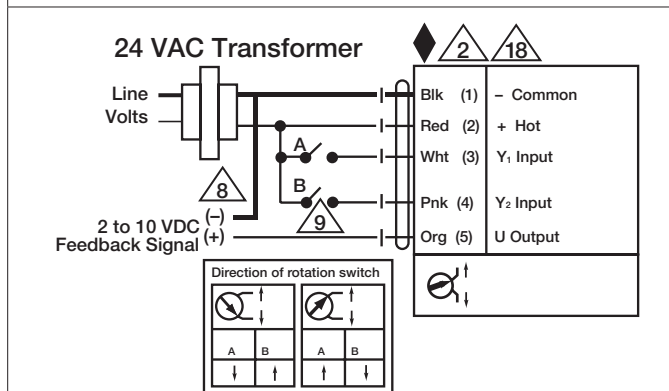 24 VAC Transformer
2
18
Line
Volts
Blk (1) – Common
Red (2) + Hot
A
Wht (3) Y₁ Input
8
B
9
Pnk (4) Y₂ Input
2 to 10 VDC (–)
Feedback Signal (+)
Org (5) U Output
Direction of rotation switch
A B A B